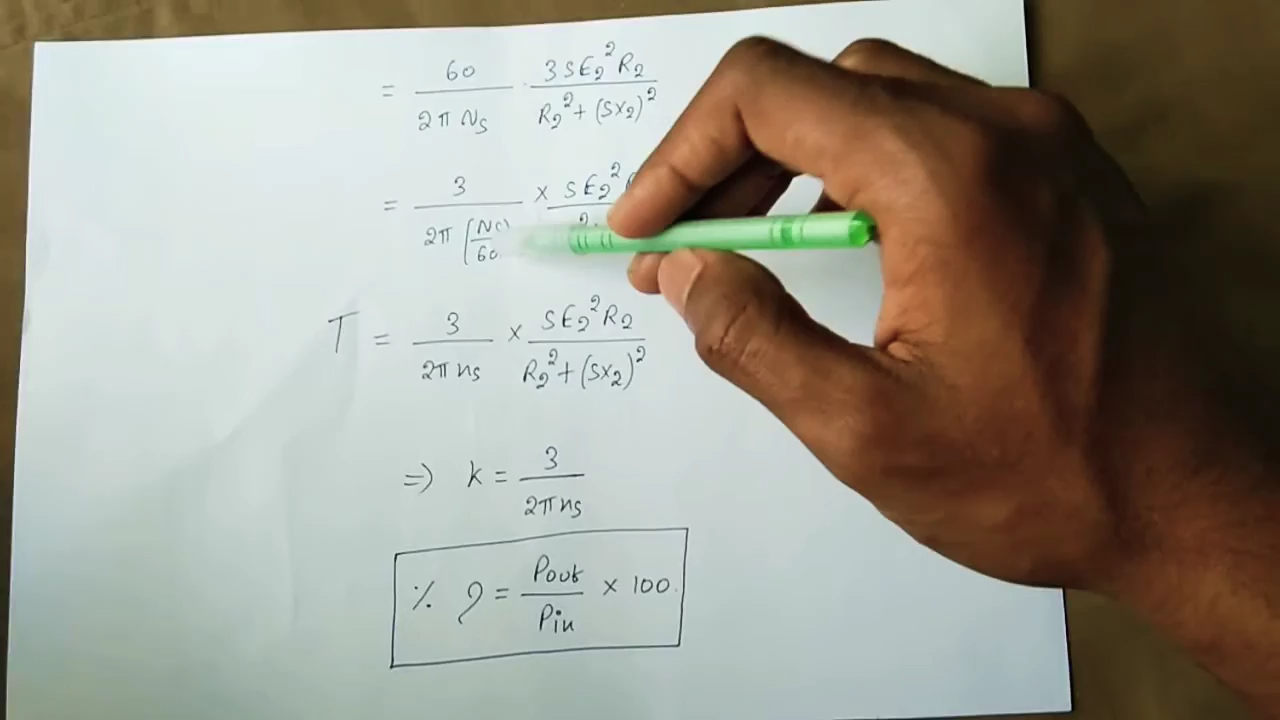 = 60 / 2π Ns · 3SE₂²R₂ / R₂²+(SX₂)²
= 3 / 2π (Ns/60 × SE₂²
T = 3 / 2π ns × SE₂²R₂ / R₂²+(SX₂)²
=> k = 3 / 2π ns
% η = Pout / Pin × 100.